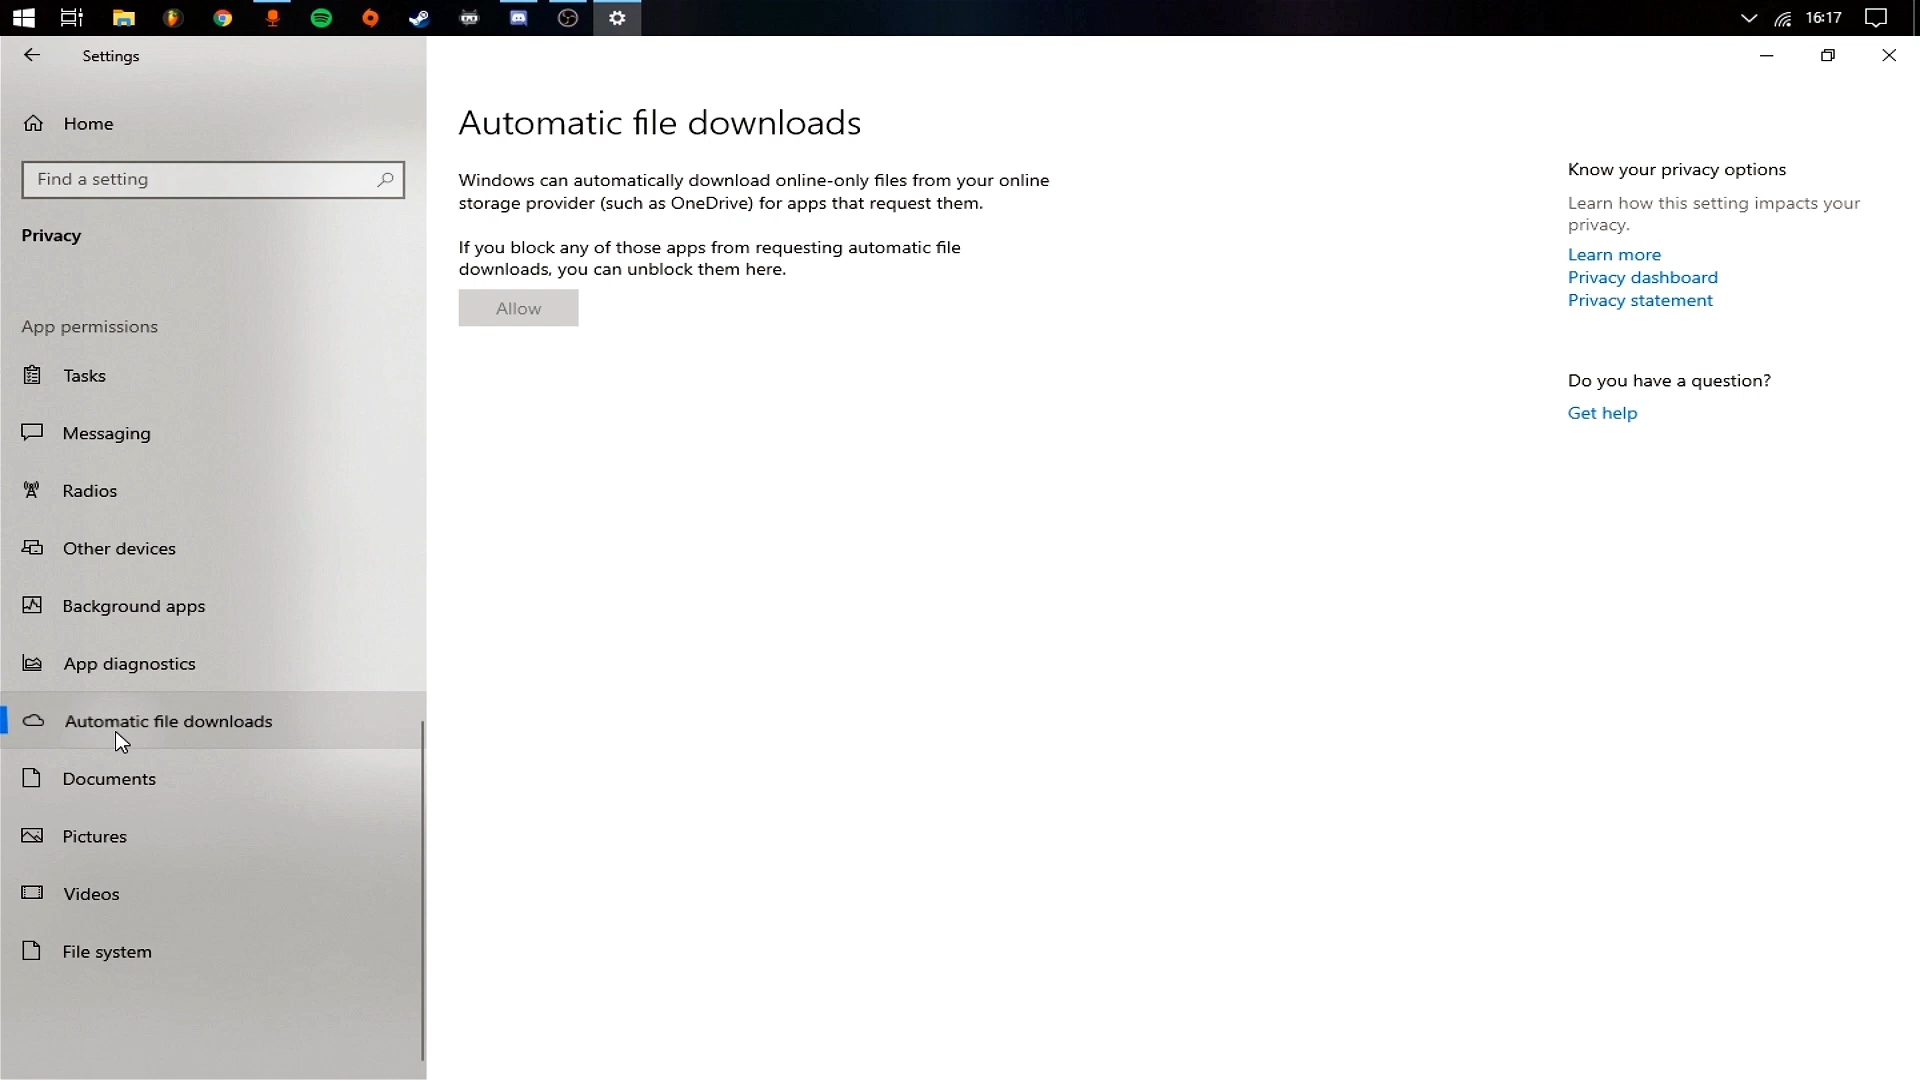 16:17
Settings
Home
Find a setting
Privacy
App permissions
Tasks
Messaging
Radios
Other devices
Background apps
App diagnostics
Automatic file downloads
Documents
Pictures
Videos
File system
Automatic file downloads
Windows can automatically download online-only files from your online
storage provider (such as OneDrive) for apps that request them.
If you block any of those apps from requesting automatic file
downloads, you can unblock them here.
Allow
Know your privacy options
Learn how this setting impacts your
privacy.
Learn more
Privacy dashboard
Privacy statement
Do you have a question?
Get help